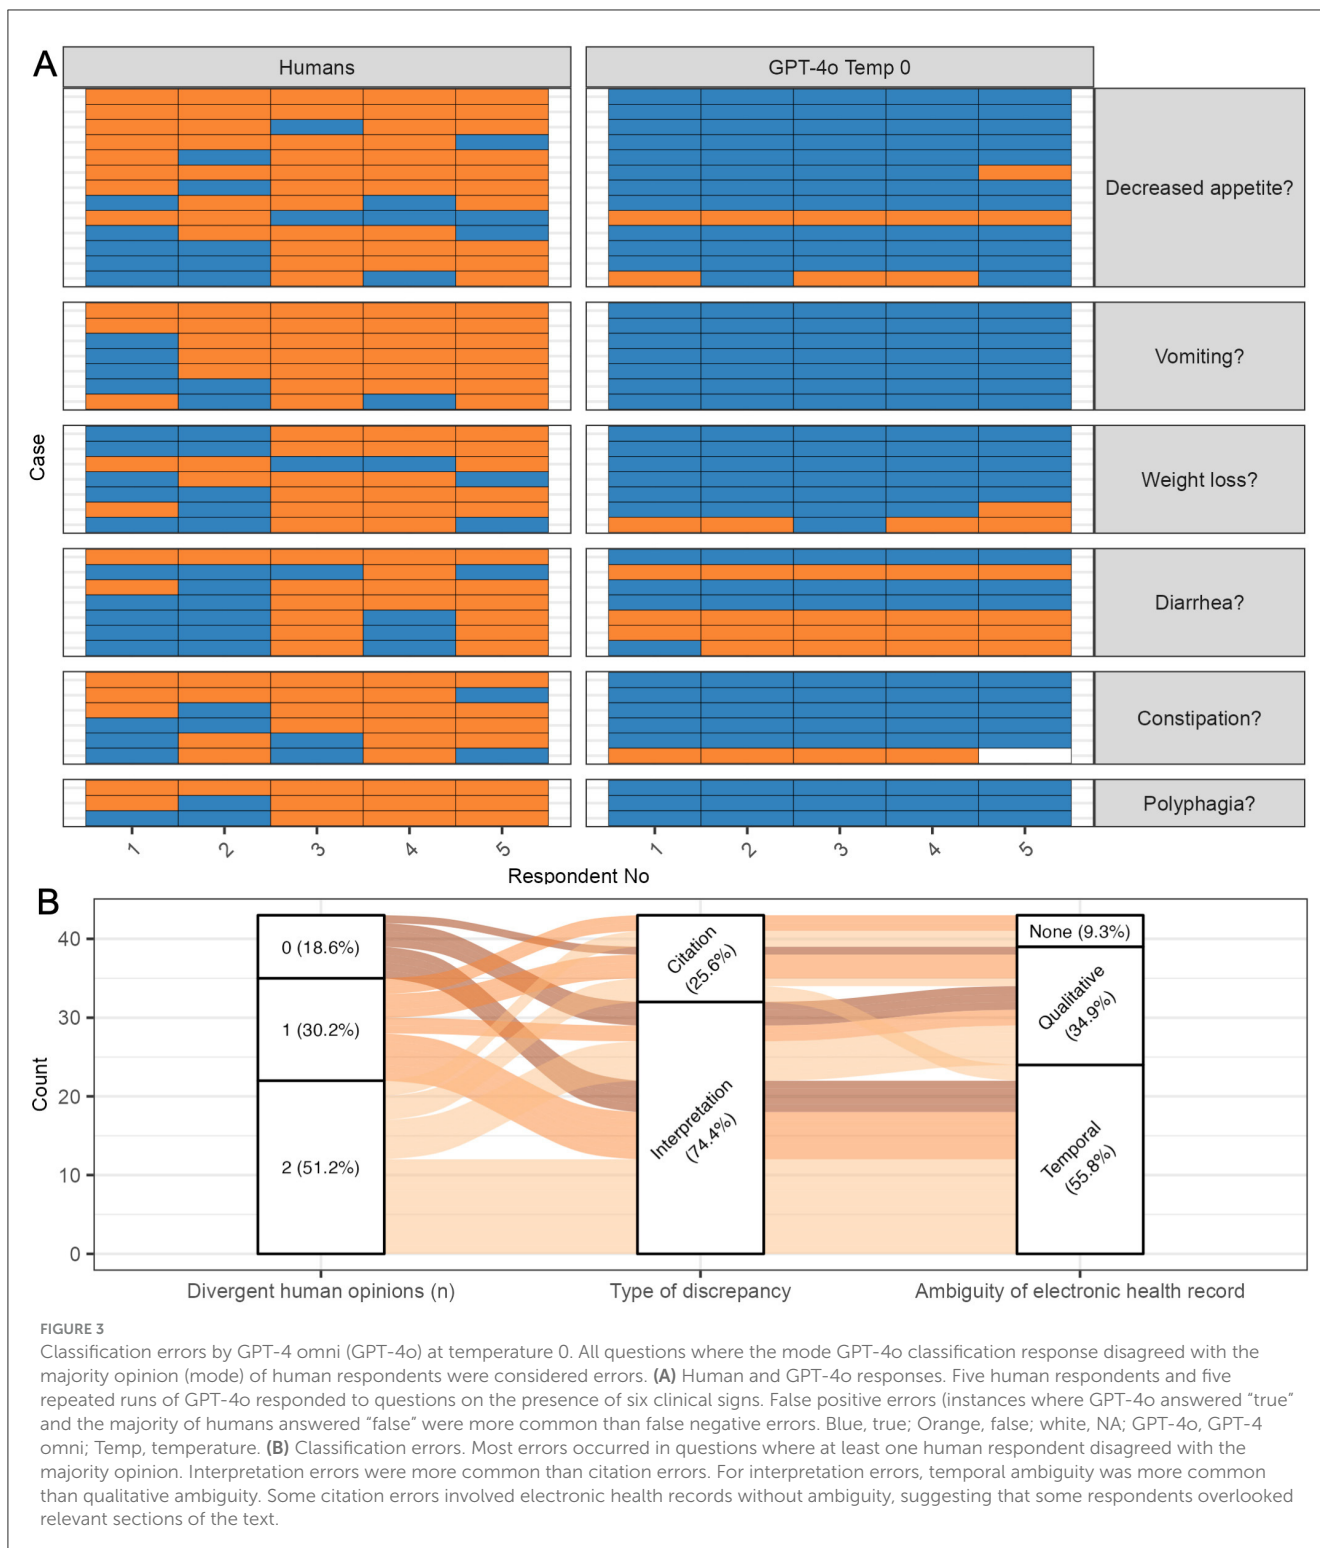 A
Humans
GPT-4o Temp 0
Decreased appetite?
Vomiting?
Weight loss?
Diarrhea?
Constipation?
Polyphagia?
Case
1 2 3 4 5
1 2 3 4 5
Respondent No
B
Count
40
30
20
10
0
0 (18.6%)
1 (30.2%)
2 (51.2%)
Citation
(25.6%)
Interpretation
(74.4%)
None (9.3%)
Qualitative
(34.9%)
Temporal
(55.8%)
Divergent human opinions (n)
Type of discrepancy
Ambiguity of electronic health record
FIGURE 3
Classification errors by GPT-4 omni (GPT-4o) at temperature 0. All questions where the mode GPT-4o classification response disagreed with the
majority opinion (mode) of human respondents were considered errors. (A) Human and GPT-4o responses. Five human respondents and five
repeated runs of GPT-4o responded to questions on the presence of six clinical signs. False positive errors (instances where GPT-4o answered “true”
and the majority of humans answered “false” were more common than false negative errors. Blue, true; Orange, false; white, NA; GPT-4o, GPT-4
omni; Temp, temperature. (B) Classification errors. Most errors occurred in questions where at least one human respondent disagreed with the
majority opinion. Interpretation errors were more common than citation errors. For interpretation errors, temporal ambiguity was more common
than qualitative ambiguity. Some citation errors involved electronic health records without ambiguity, suggesting that some respondents overlooked
relevant sections of the text.